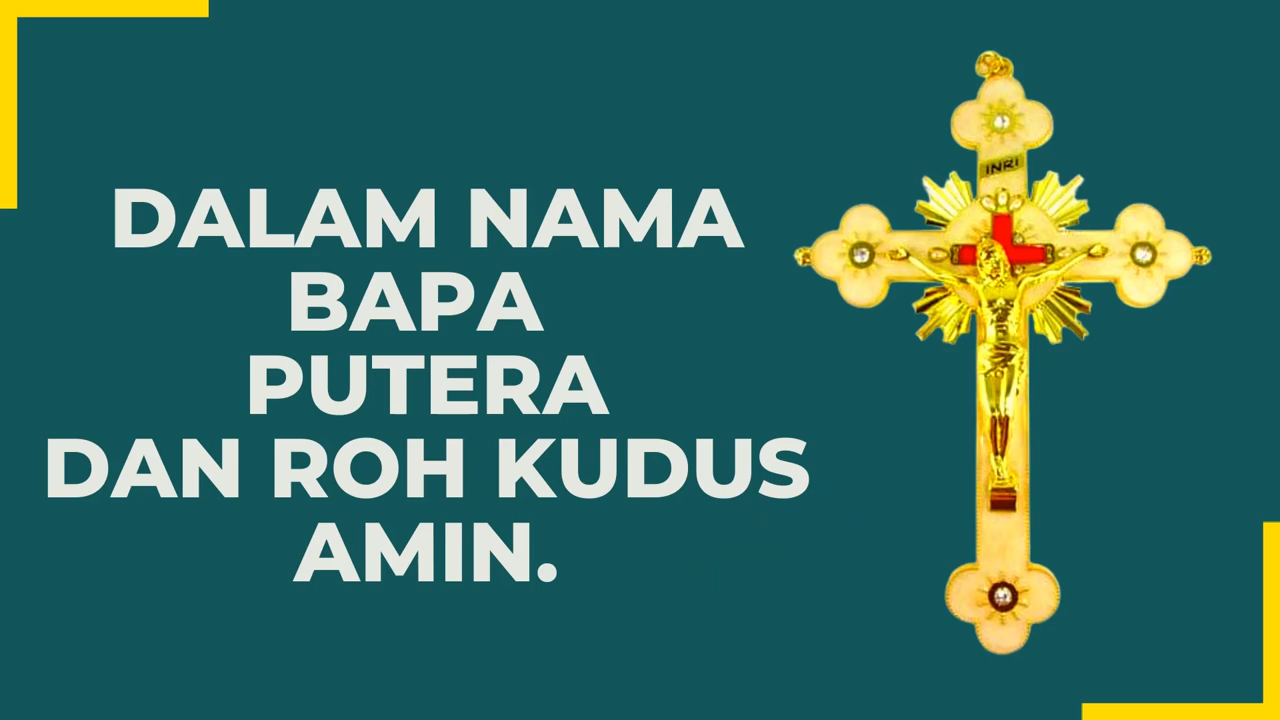 DALAM NAMA
BAPA
PUTERA
DAN ROH KUDUS
AMIN.
INRI